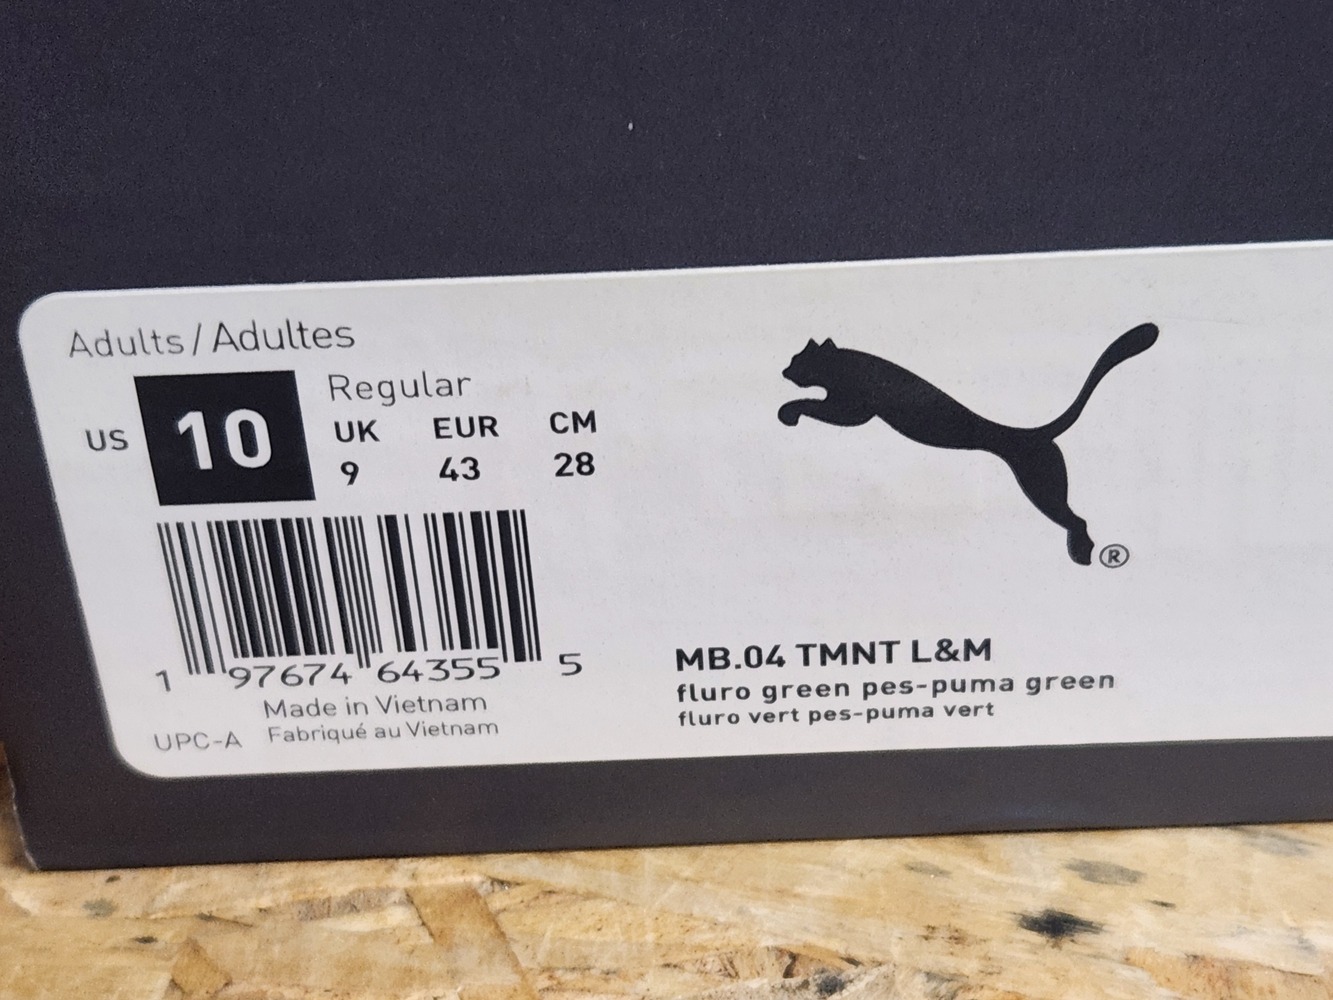 Adults / Adultes
US 10
Regular
UK EUR CM
9 43 28
1 97674 64355 5
Made in Vietnam
UPC-A Fabriqué au Vietnam
®
MB.04 TMNT L&M
fluro green pes-puma green
fluro vert pes-puma vert